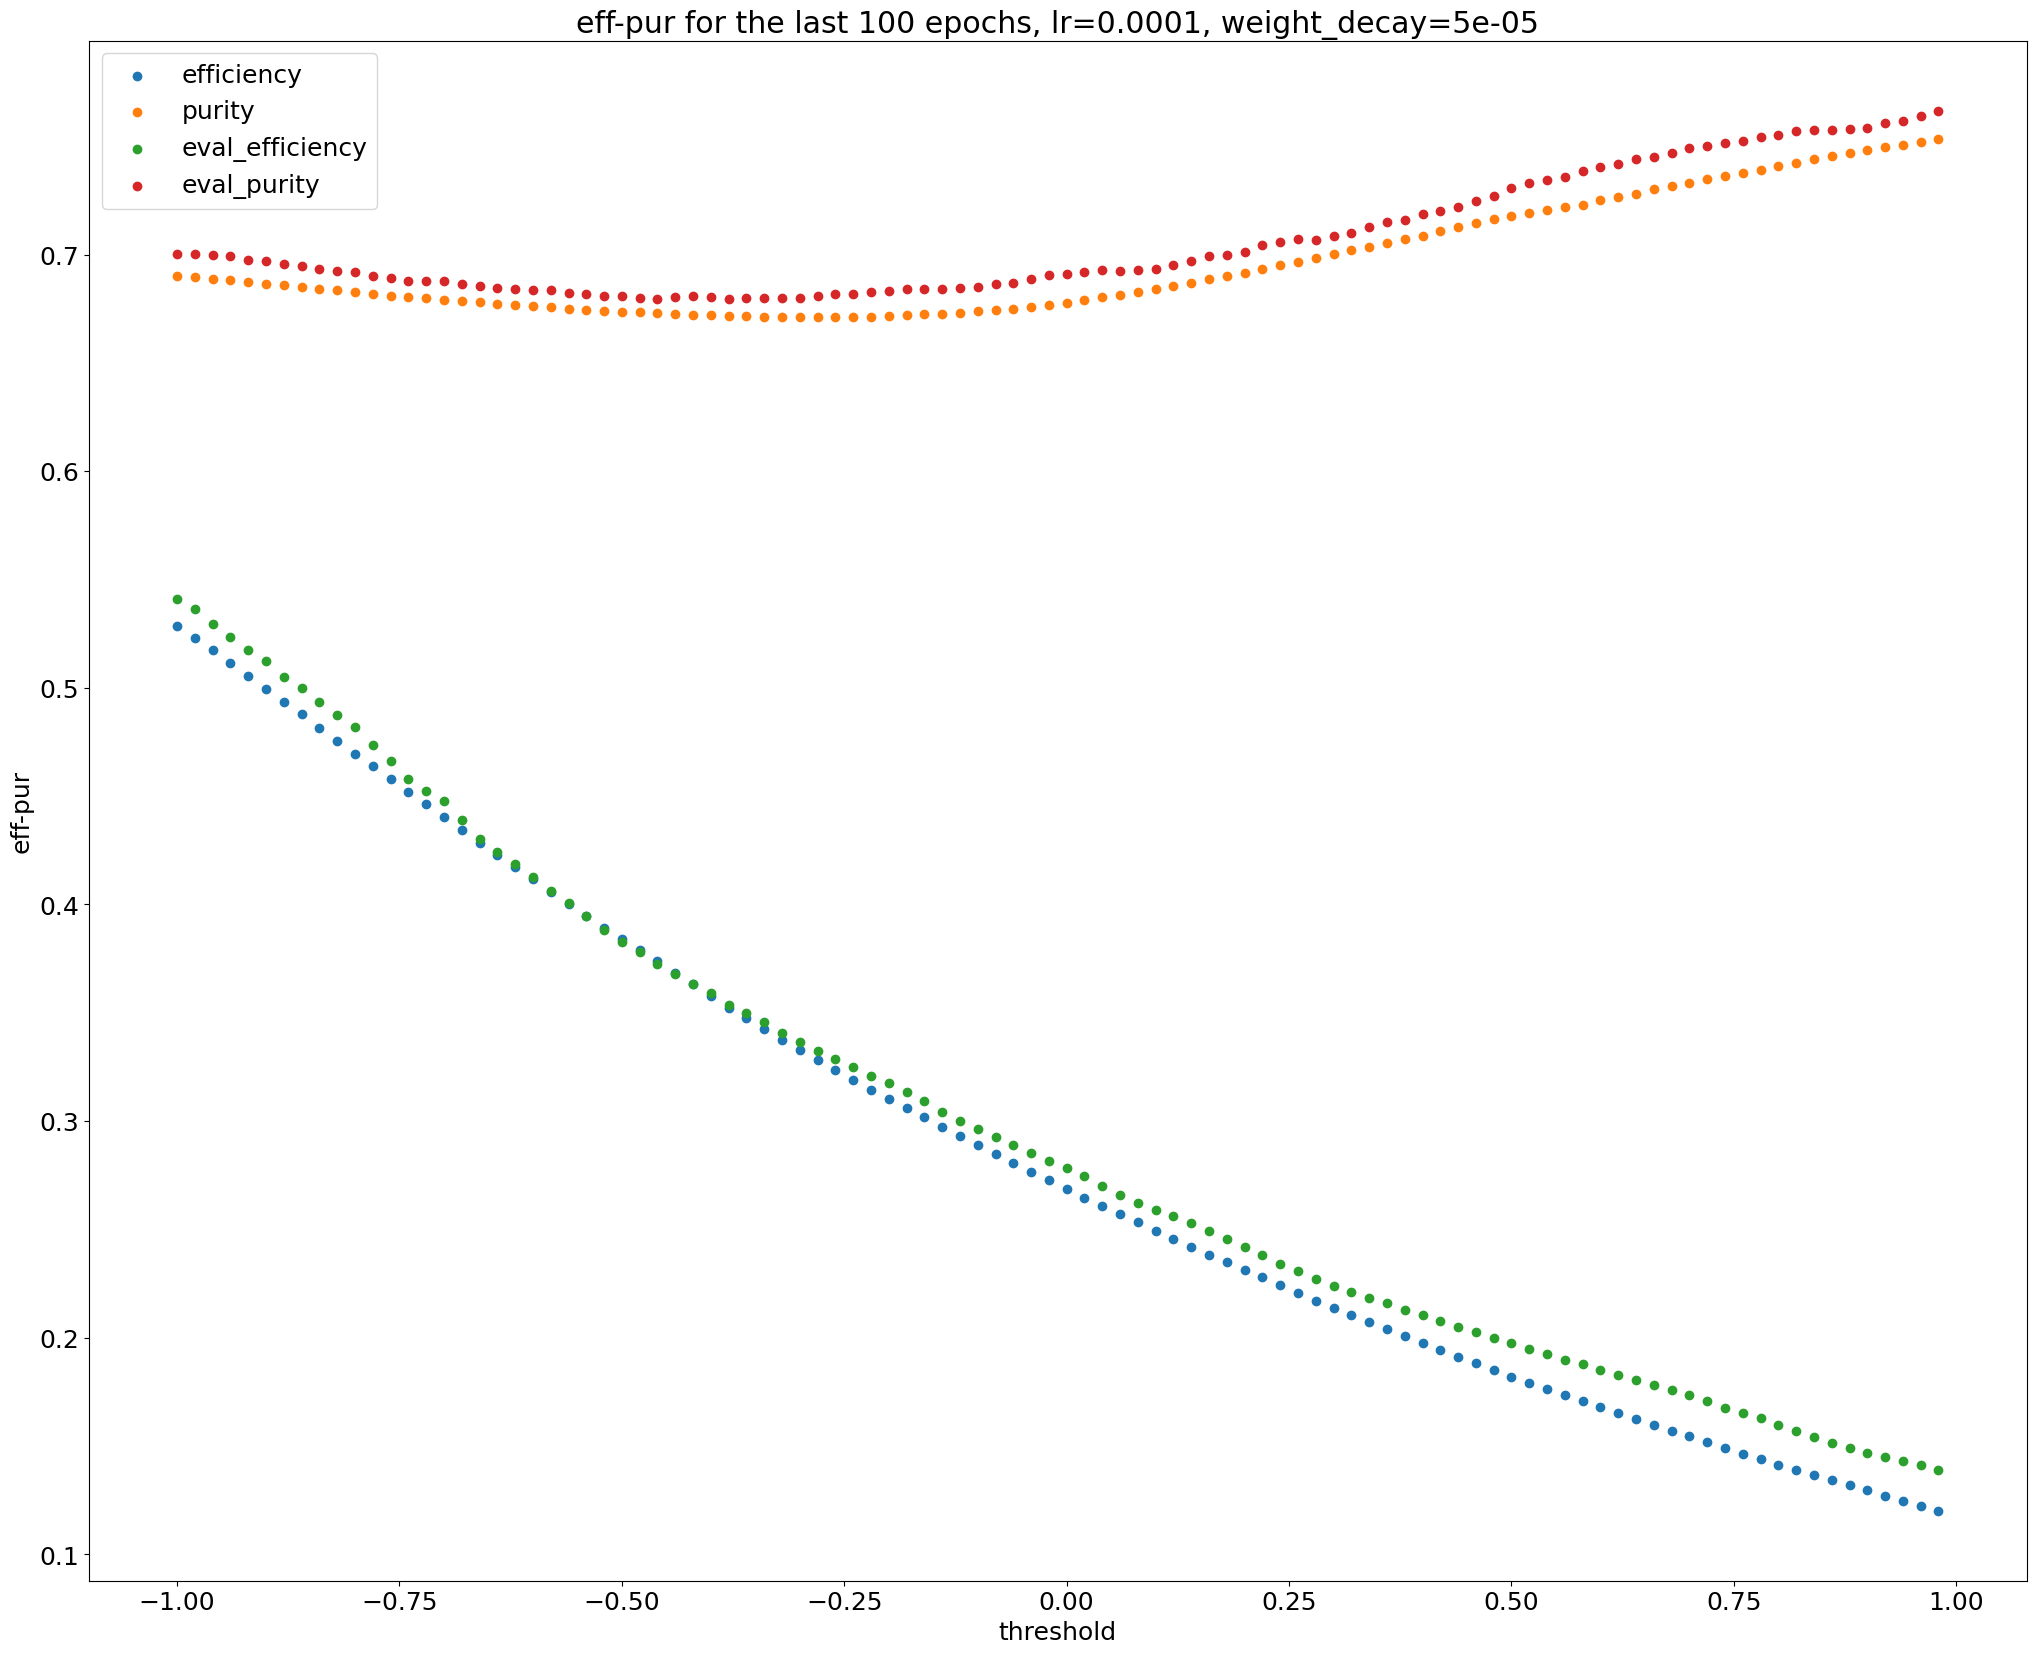 eff-pur for the last 100 epochs, lr=0.0001, weight_decay=5e-05
efficiency
purity
eval_efficiency
eval_purity
0.7
0.6
0.5
0.4
0.3
0.2
0.1
eff-pur
−1.00 −0.75 −0.50 −0.25 0.00 0.25 0.50 0.75 1.00
threshold